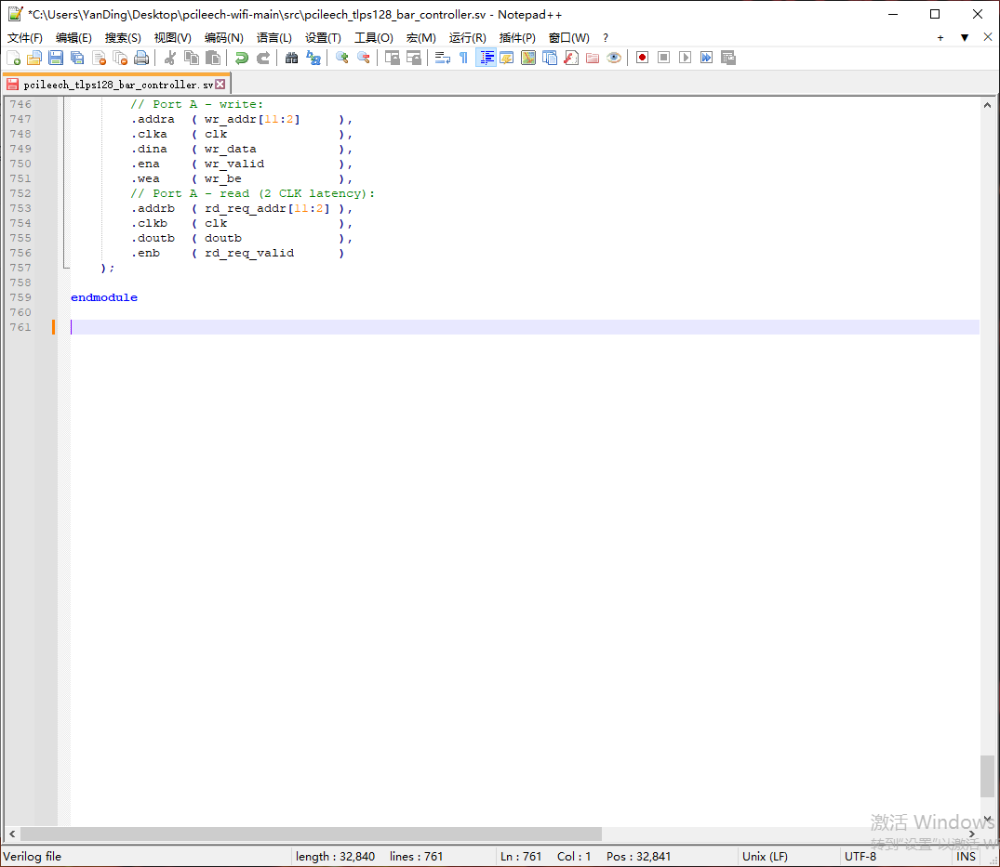 *C:\Users\YanDing\Desktop\pcileech-wifi-main\src\pcileech_tlps128_bar_controller.sv - Notepad++
文件(F) 编辑(E) 搜索(S) 视图(V) 编码(N) 语言(L) 设置(T) 工具(O) 宏(M) 运行(R) 插件(P) 窗口(W) ? + ▼ ✕
pcileech_tlps128_bar_controller.sv
746 // Port A - write:
747 .addra ( wr_addr[11:2] ),
748 .clka ( clk ),
749 .dina ( wr_data ),
750 .ena ( wr_valid ),
751 .wea ( wr_be ),
752 // Port A - read (2 CLK latency):
753 .addrb ( rd_req_addr[11:2] ),
754 .clkb ( clk ),
755 .doutb ( doutb ),
756 .enb ( rd_req_valid )
757 );
758
759 endmodule
760
761
激活 Windows
转到"设置"以激活 W
Verilog file length : 32,840 lines : 761 Ln : 761 Col : 1 Pos : 32,841 Unix (LF) UTF-8 INS